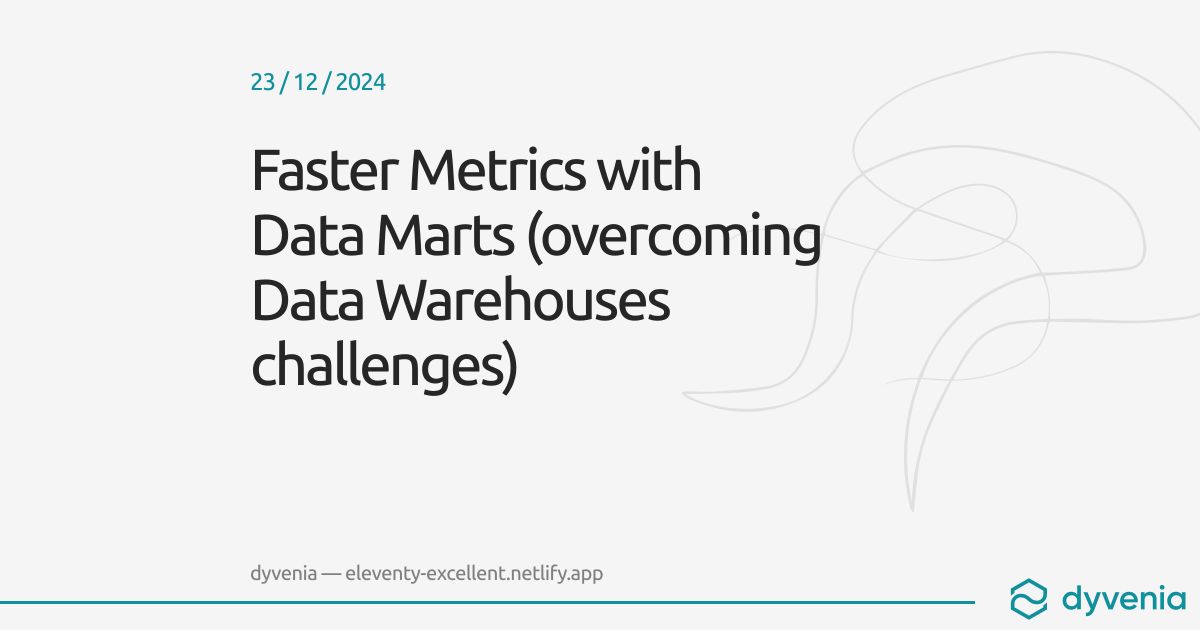 23 / 12 / 2024
Faster Metrics with
Data Marts (overcoming
Data Warehouses
challenges)
dyvenia — eleventy-excellent.netlify.app
dyvenia